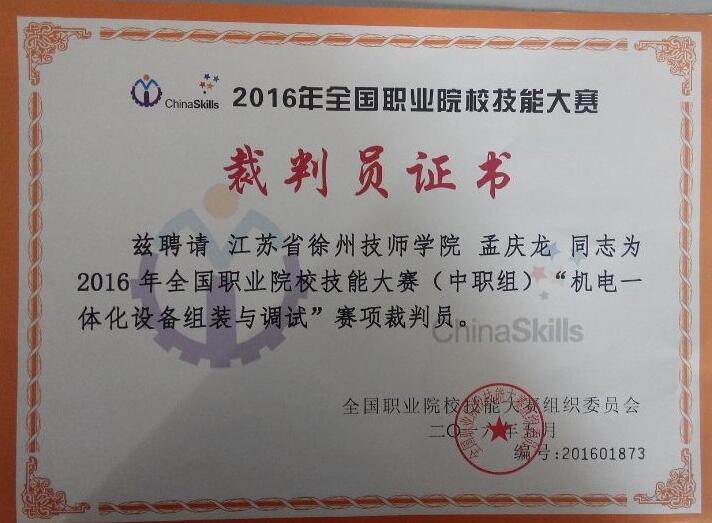 ChinaSkills 2016年全国职业院校技能大赛
裁判员证书
兹聘请 江苏省徐州技师学院 孟庆龙 同志为
2016 年全国职业院校技能大赛（中职组）“机电一
体化设备组装与调试”赛项裁判员。
ChinaSkills
全国职业院校技能大赛组织委员会
二〇一六年五月
编号:201601873